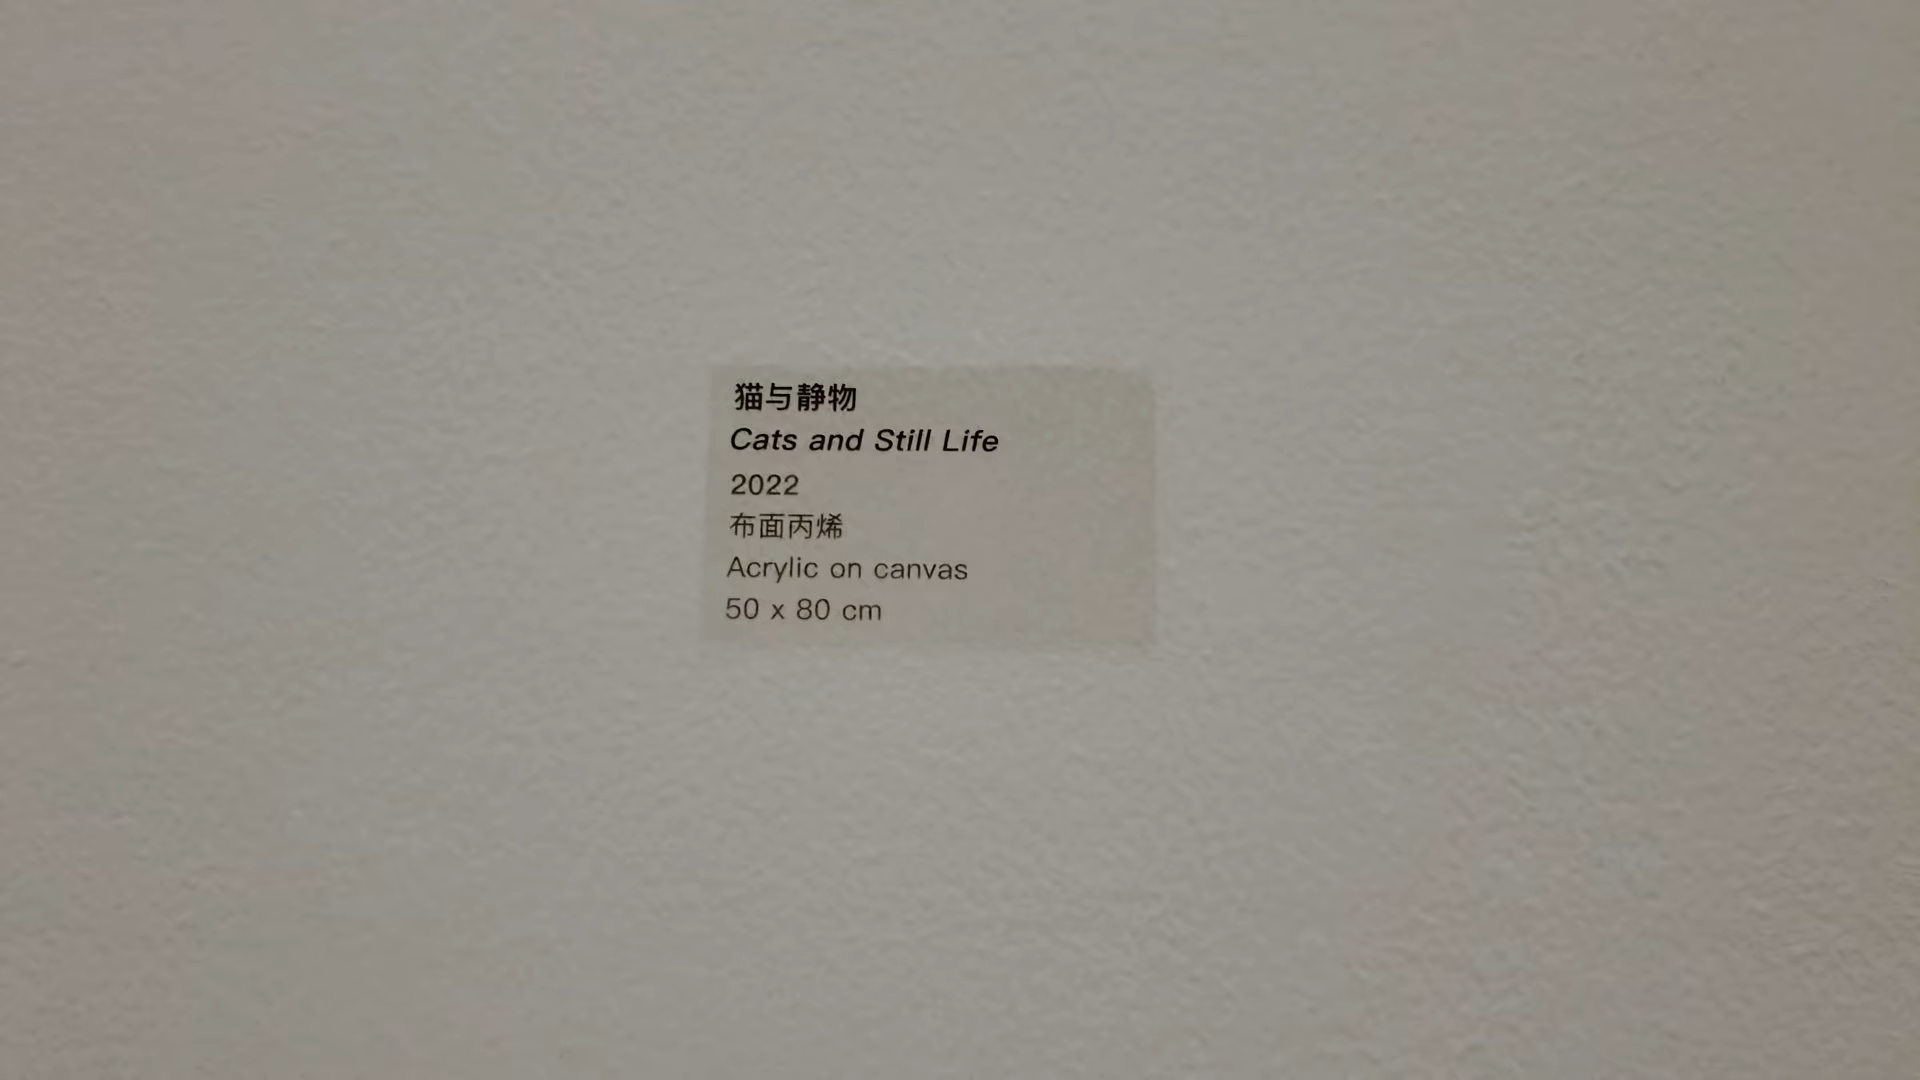 猫与静物
Cats and Still Life
2022
布面丙烯
Acrylic on canvas
50 x 80 cm